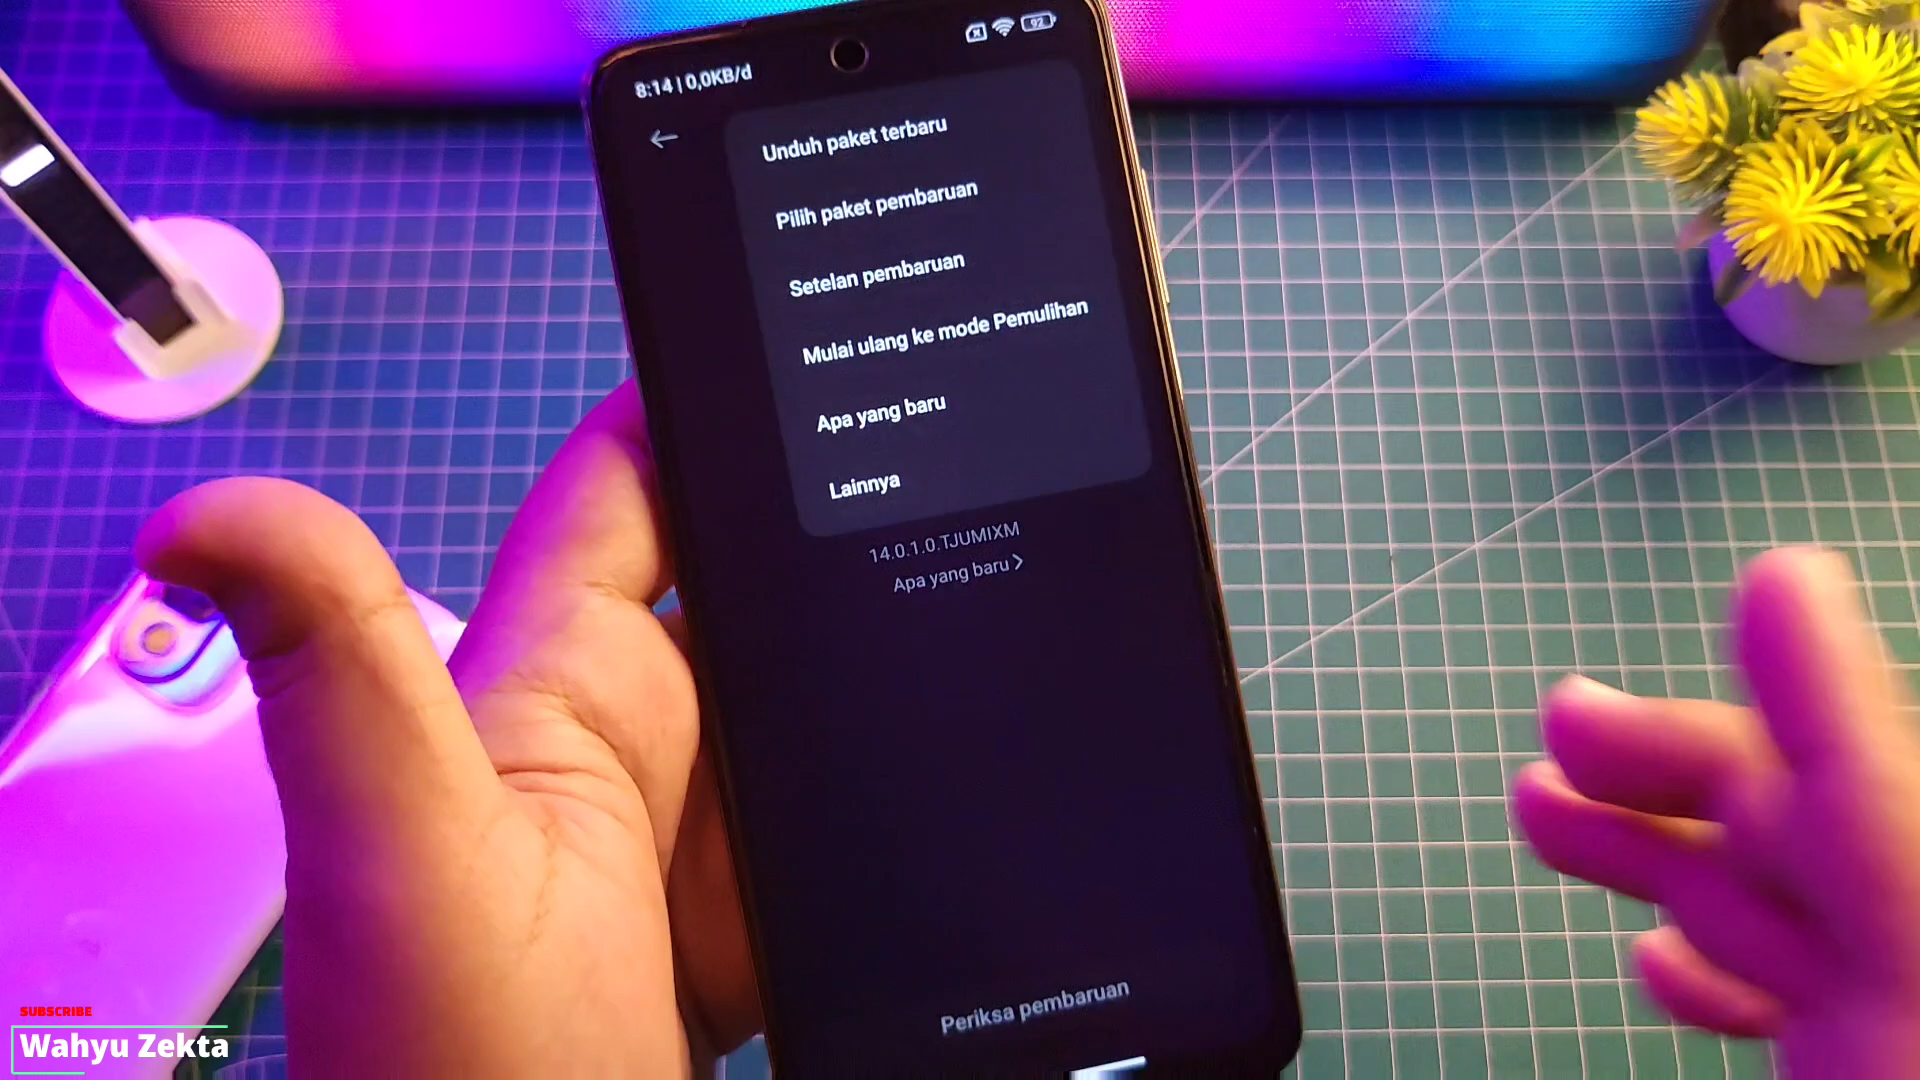 8:14 | 0,0KB/d
92
Unduh paket terbaru
Pilih paket pembaruan
Setelan pembaruan
Mulai ulang ke mode Pemulihan
Apa yang baru
Lainnya
14.0.1.0.TJUMIXM
Apa yang baru
Periksa pembaruan
SUBSCRIBE
Wahyu Zekta